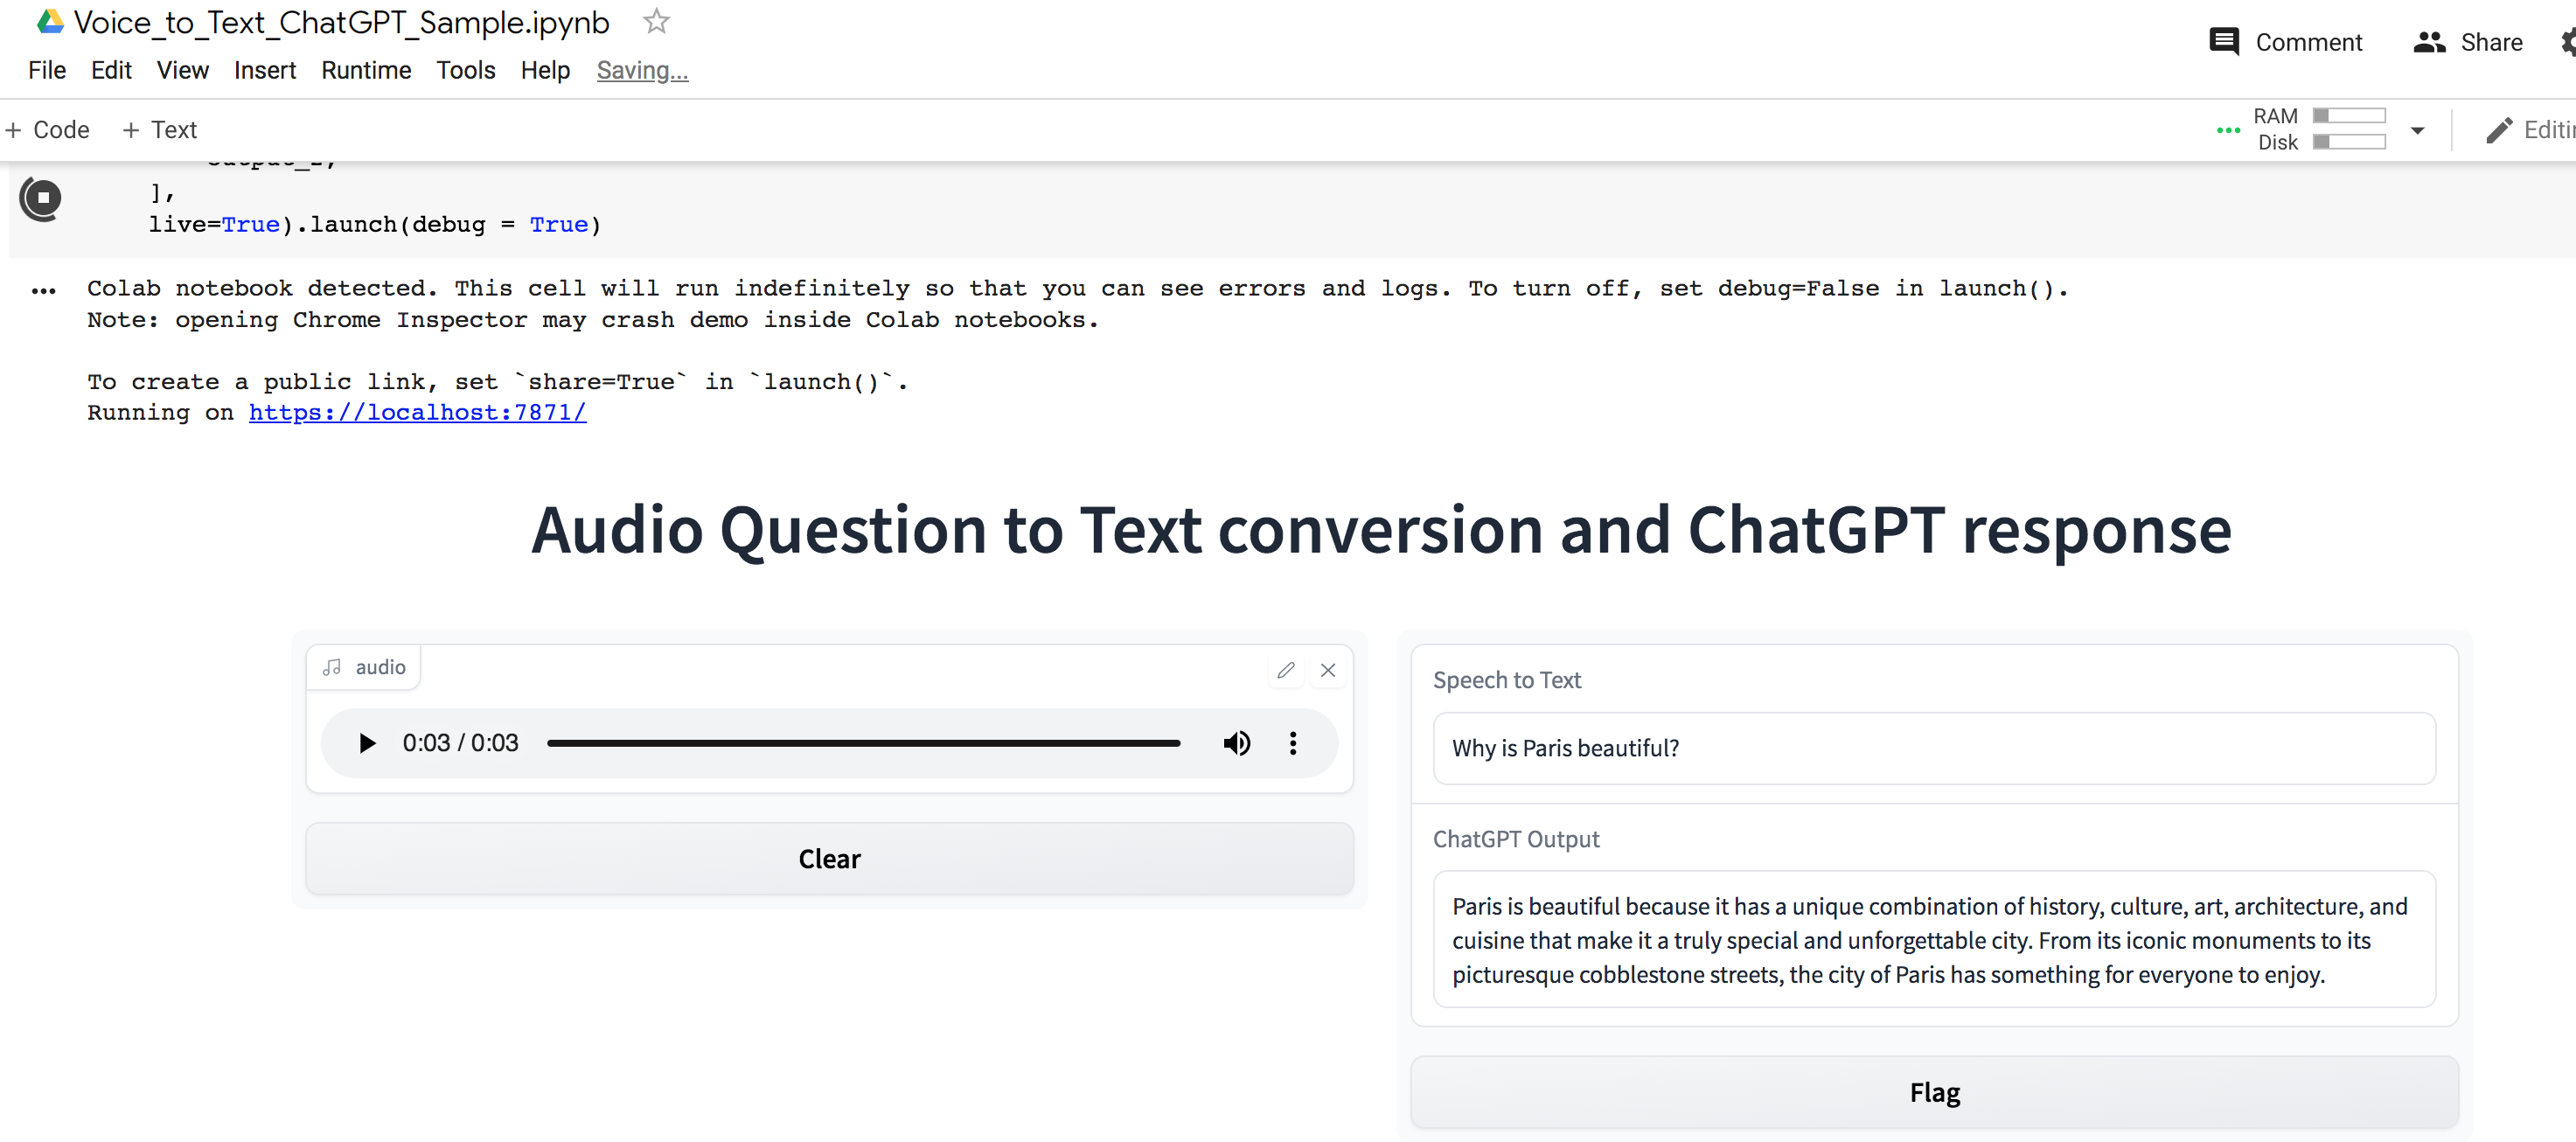 Voice_to_Text_ChatGPT_Sample.ipynb
Comment
Share
File Edit View Insert Runtime Tools Help Saving...
+ Code + Text
RAM
Disk
],
live=True).launch(debug = True)
Colab notebook detected. This cell will run indefinitely so that you can see errors and logs. To turn off, set debug=False in launch().
Note: opening Chrome Inspector may crash demo inside Colab notebooks.
To create a public link, set `share=True` in `launch()`.
Running on https://localhost:7871/
Audio Question to Text conversion and ChatGPT response
audio
0:03 / 0:03
Clear
Speech to Text
Why is Paris beautiful?
ChatGPT Output
Paris is beautiful because it has a unique combination of history, culture, art, architecture, and
cuisine that make it a truly special and unforgettable city. From its iconic monuments to its
picturesque cobblestone streets, the city of Paris has something for everyone to enjoy.
Flag